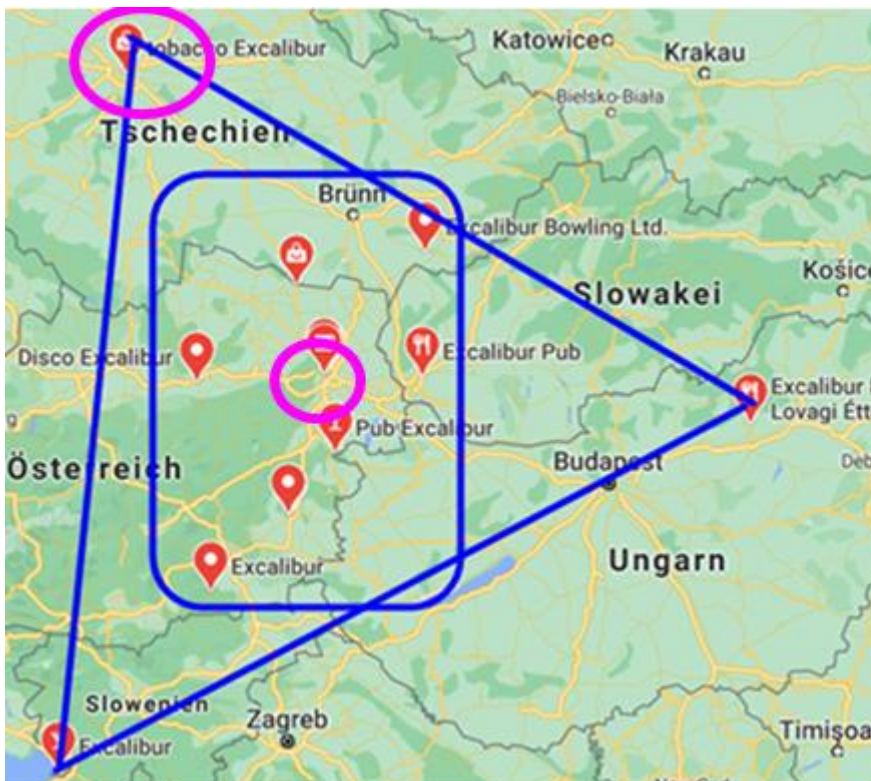 Tobacco Excalibur
Katowice
Krakau
Bielsko-Biała
Tschechien
Brünn
Excalibur Bowling Ltd.
Košice
Slowakei
Disco Excalibur
Excalibur Pub
Excalibur
Lovagi Étt
Pub Excalibur
Österreich
Budapest
Deb
Excalibur
Ungarn
Slowenien
Zagreb
Excalibur
Timișoa